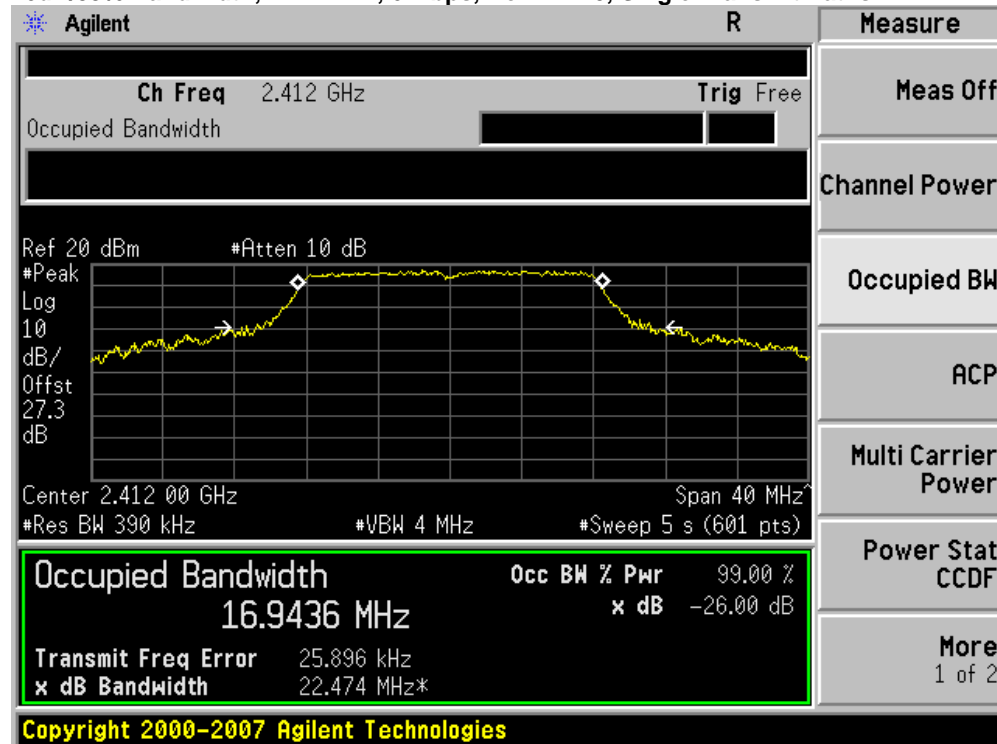 Agilent R Measure
Ch Freq 2.412 GHz Trig Free
Meas Off
Occupied Bandwidth
Channel Power
Ref 20 dBm #Atten 10 dB
#Peak
Log
10
dB/
Offst
27.3
dB
Occupied BW
ACP
Multi Carrier
Power
Center 2.412 00 GHz Span 40 MHz^
#Res BW 390 kHz #VBW 4 MHz #Sweep 5 s (601 pts)
Power Stat
CCDF
Occupied Bandwidth Occ BW % Pwr 99.00 %
16.9436 MHz x dB -26.00 dB
Transmit Freq Error 25.896 kHz
x dB Bandwidth 22.474 MHz*
More
1 of 2
Copyright 2000-2007 Agilent Technologies